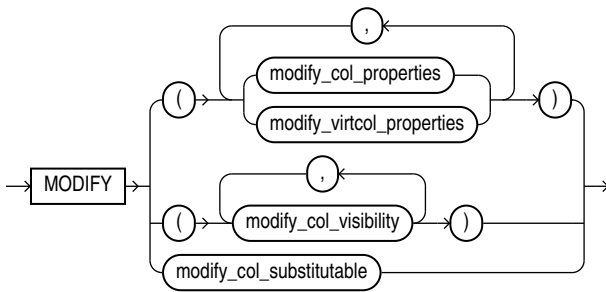 ,
modify_col_properties
( modify_virtcol_properties )
MODIFY
,
( modify_col_visibility )
modify_col_substitutable